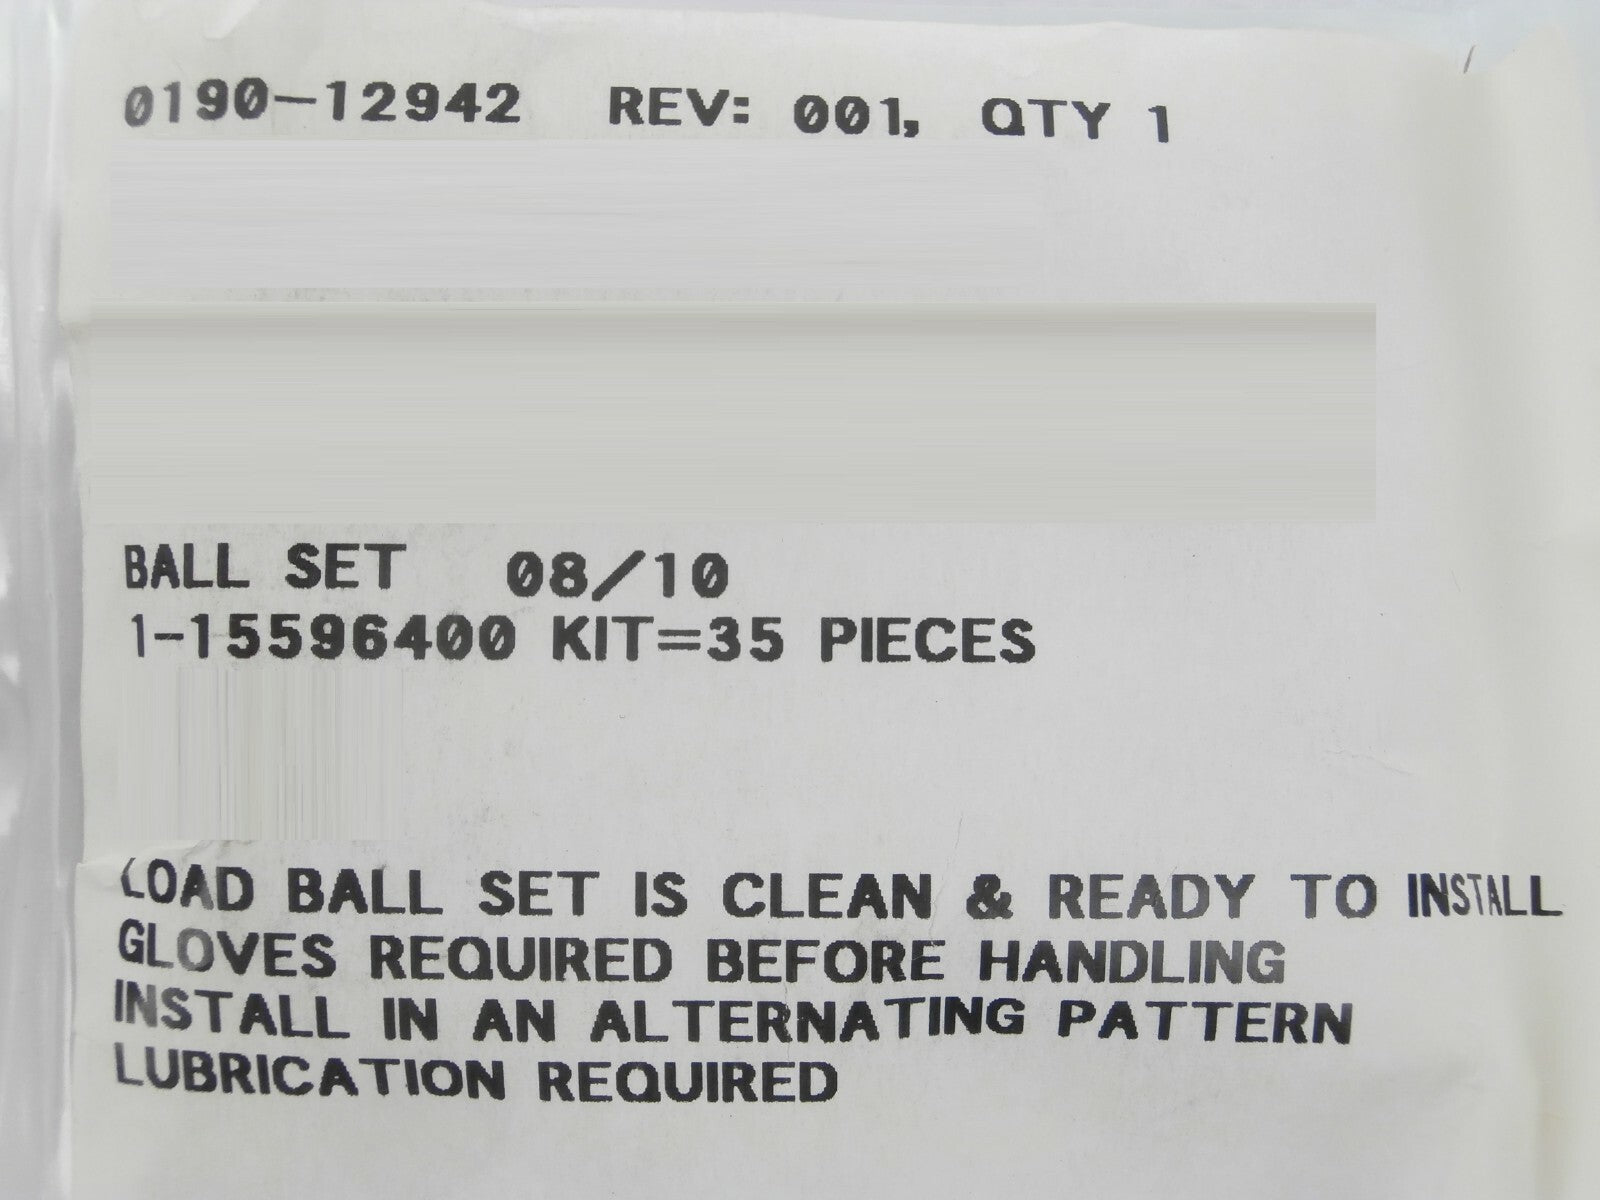 0190-12942 REV: 001, QTY 1
BALL SET 08/10
1-15596400 KIT=35 PIECES
LOAD BALL SET IS CLEAN & READY TO INSTALL
GLOVES REQUIRED BEFORE HANDLING
INSTALL IN AN ALTERNATING PATTERN
LUBRICATION REQUIRED